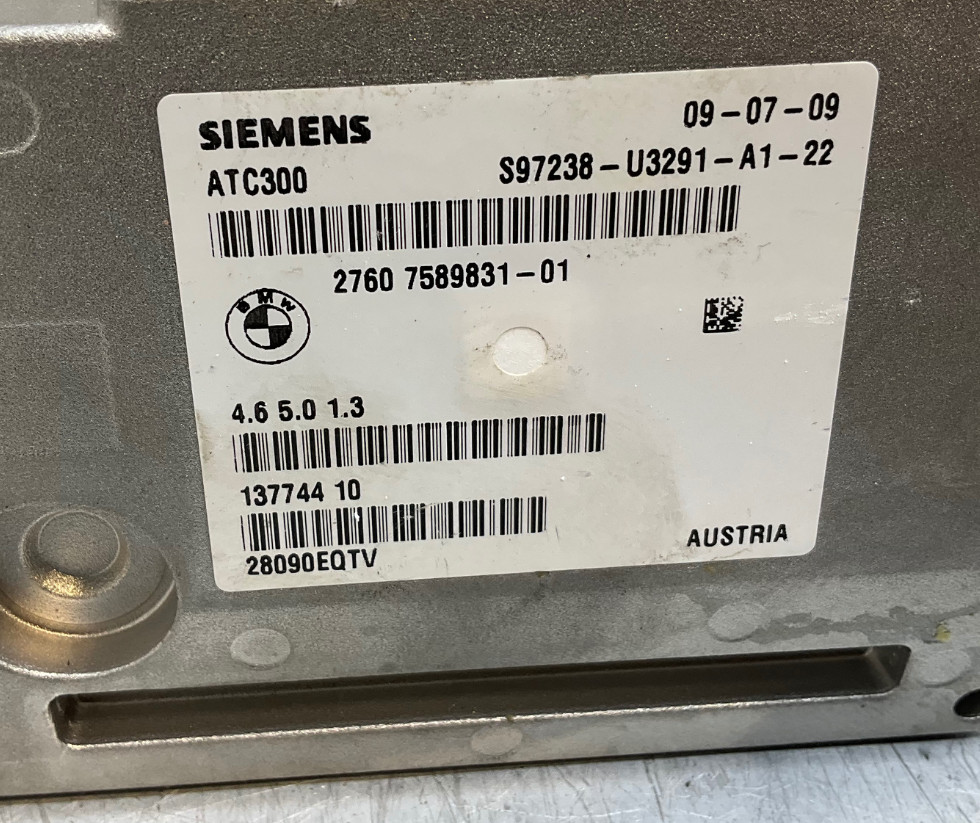 SIEMENS
09-07-09
ATC300
S97238-U3291-A1-22
2760 7589831-01
BMW
4.6 5.0 1.3
137744 10
28090EQTV
AUSTRIA